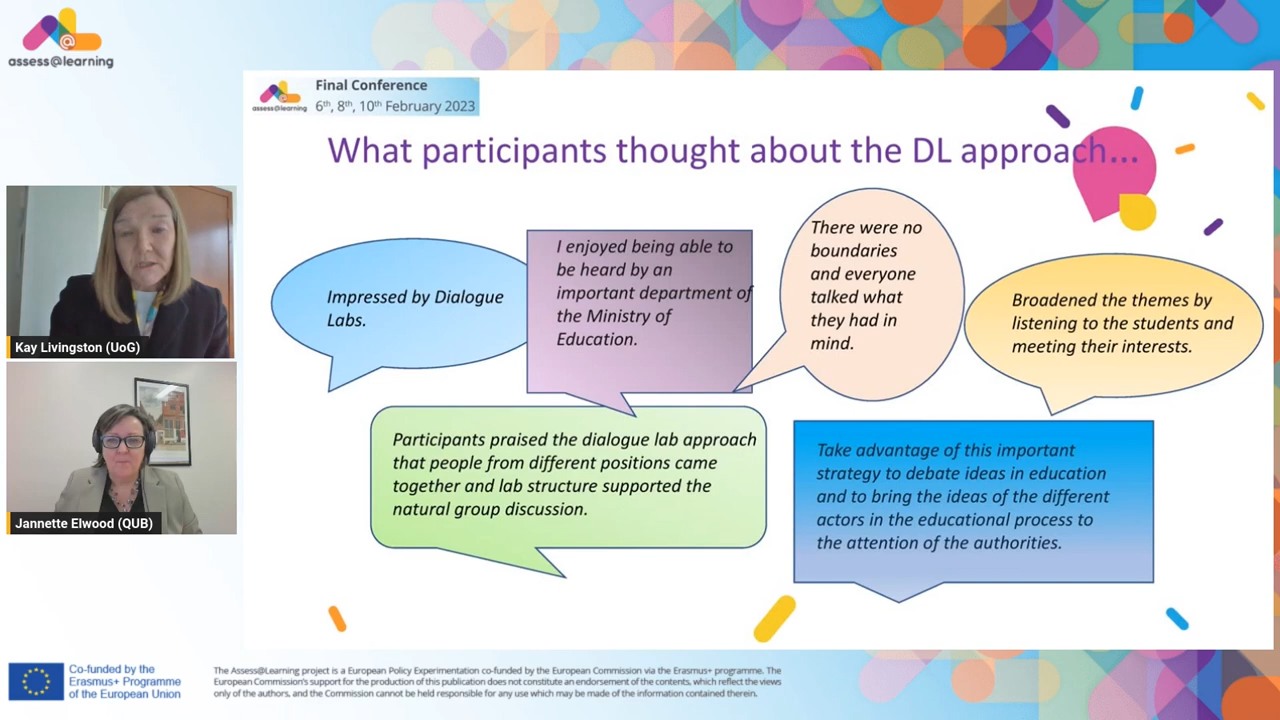 assess@learning
assess@learning
Final Conference
6th, 8th, 10th February 2023
What participants thought about the DL approach...
Impressed by Dialogue
Labs.
I enjoyed being able to
be heard by an
important department of
the Ministry of
Education.
There were no
boundaries
and everyone
talked what
they had in
mind.
Broadened the themes by
listening to the students and
meeting their interests.
Participants praised the dialogue lab approach
that people from different positions came
together and lab structure supported the
natural group discussion.
Take advantage of this important
strategy to debate ideas in education
and to bring the ideas of the different
actors in the educational process to
the attention of the authorities.
Kay Livingston (UoG)
Jannette Elwood (QUB)
Co-funded by the
Erasmus+ Programme
of the European Union
The Assess@Learning project is a European Policy Experimentation co-funded by the European Commission via the Erasmus+ programme. The
European Commission's support for the production of this publication does not constitute an endorsement of the contents, which reflect the views
only of the authors, and the Commission cannot be held responsible for any use which may be made of the information contained therein.